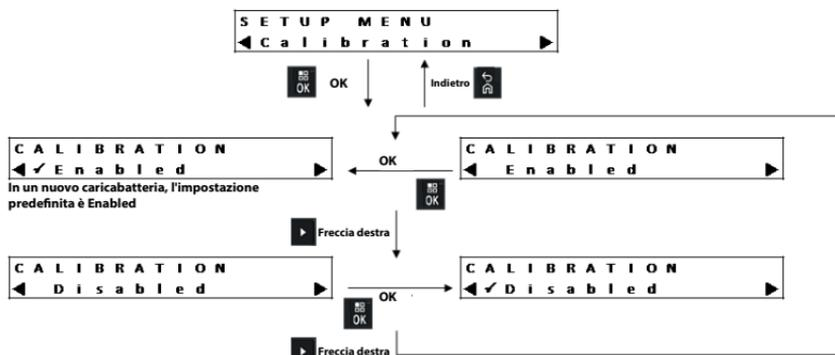 SETUP MENU
Calibration
OK
OK
Indietro
CALIBRATION
✓Enabled
In un nuovo caricabatteria, l'impostazione
predefinita è Enabled
OK
OK
CALIBRATION
Enabled
Freccia destra
CALIBRATION
Disabled
OK
OK
CALIBRATION
✓Disabled
Freccia destra